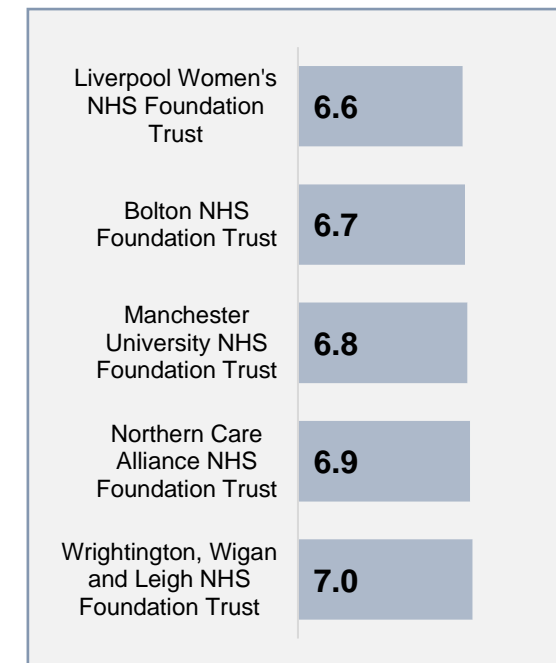 Liverpool Women's
NHS Foundation
Trust
6.6
Bolton NHS
Foundation Trust
6.7
Manchester
University NHS
Foundation Trust
6.8
Northern Care
Alliance NHS
Foundation Trust
6.9
Wrightington, Wigan
and Leigh NHS
Foundation Trust
7.0